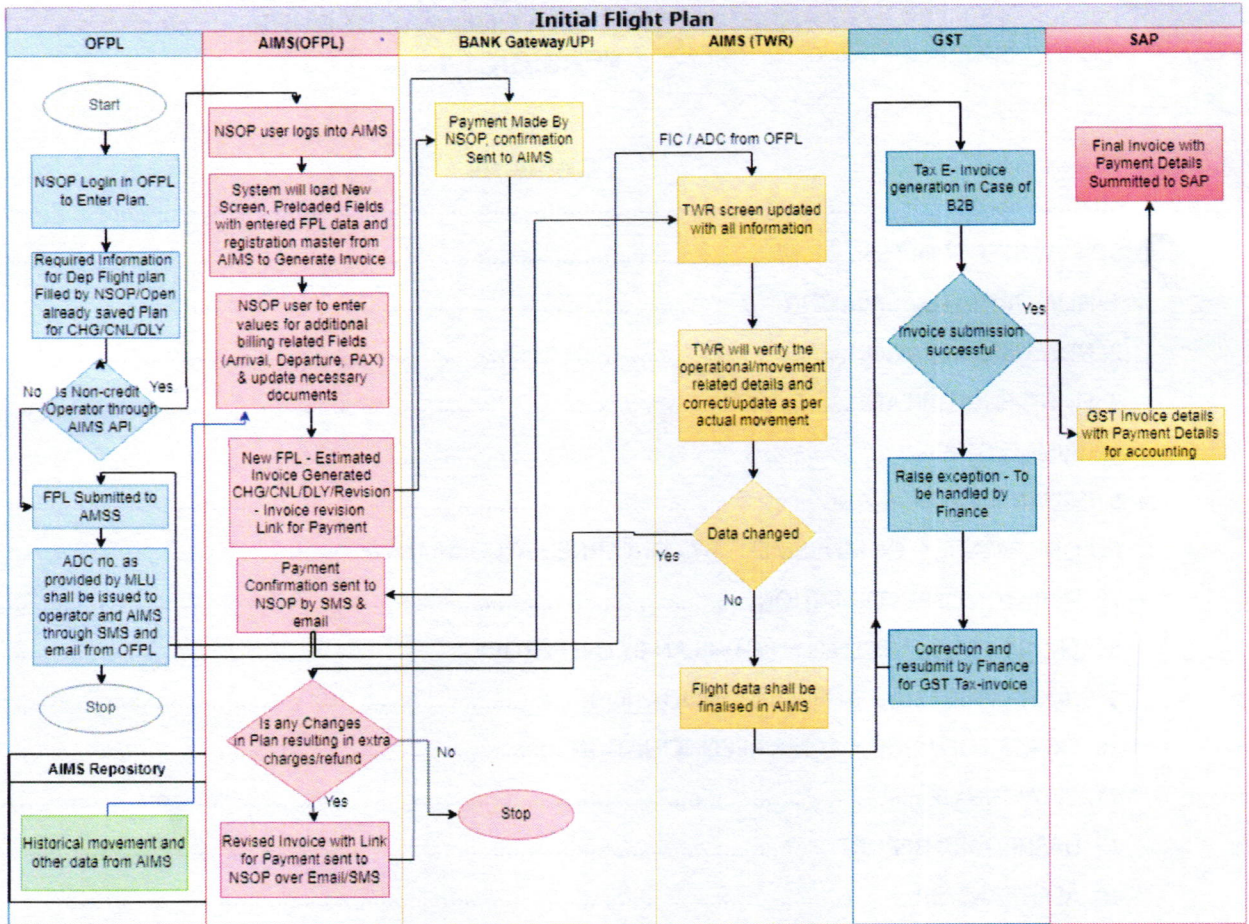 Initial Flight Plan
OFPL
AIMS(OFPL)
BANK Gateway/UPI
AIMS (TWR)
GST
SAP
Start
NSOP Login in OFPL
to Enter Plan.
Required Information
for Dep Flight plan
Filled by NSOP/Open
already saved Plan
for CHG/CNL/DLY
No
Is Non-credit
/Operator through
AIMS API
Yes
FPL Submitted to
AMSS
ADC no. as
provided by MLU
shall be issued to
operator and AIMS
through SMS and
email from OFPL
Stop
AIMS Repository
Historical movement and
other data from AIMS
NSOP user logs into AIMS
System will load New
Screen, Preloaded Fields
with entered FPL data and
registration master from
AIMS to Generate Invoice
NSOP user to enter
values for additional
billing related Fields
(Arrival, Departure, PAX)
& update necessary
documents
New FPL - Estimated
Invoice Generated
CHG/CNL/DLY/Revision
- Invoice revision
Link for Payment
Payment
Confirmation sent to
NSOP by SMS &
email
Is any Changes
in Plan resulting in extra
charges/refund
No
Yes
Stop
Revised Invoice with Link
for Payment sent to
NSOP over Email/SMS
Payment Made By
NSOP, confirmation
Sent to AIMS
FIC / ADC from OFPL
TWR screen updated
with all information
TWR will verify the
operational/movement
related details and
correct/update as per
actual movement
Data changed
Yes
No
Flight data shall be
finalised in AIMS
Tax E- Invoice
generation in Case of
B2B
Invoice submission
successful
Yes
Raise exception - To
be handled by
Finance
Correction and
resubmit by Finance
for GST Tax-invoice
Final Invoice with
Payment Details
Summitted to SAP
GST Invoice details
with Payment Details
for accounting